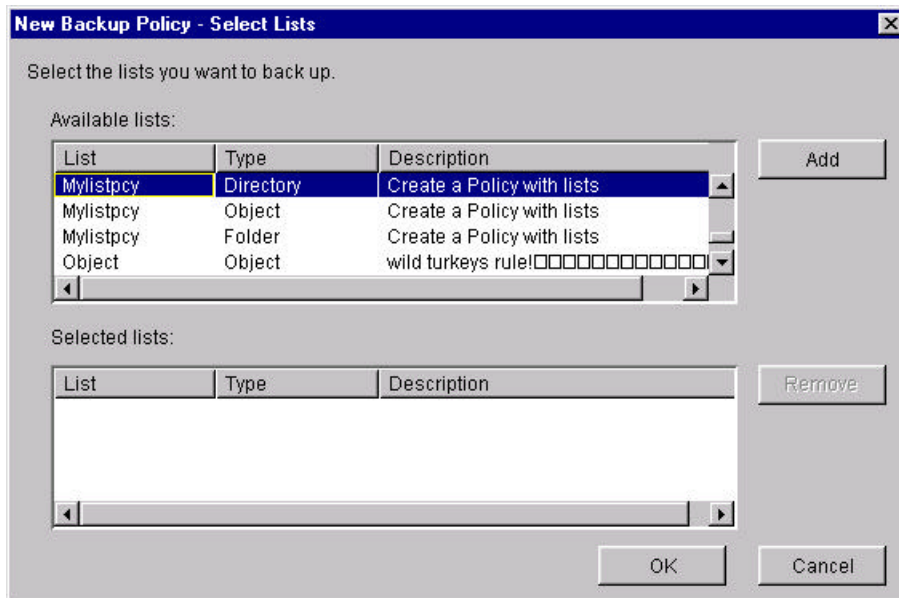 New Backup Policy - Select Lists
Select the lists you want to back up.
Available lists:
List Type Description
Mylistpcy Directory Create a Policy with lists
Mylistpcy Object Create a Policy with lists
Mylistpcy Folder Create a Policy with lists
Object Object wild turkeys rule!□□□□□□□□□□□□
Add
Selected lists:
List Type Description
Remove
OK Cancel